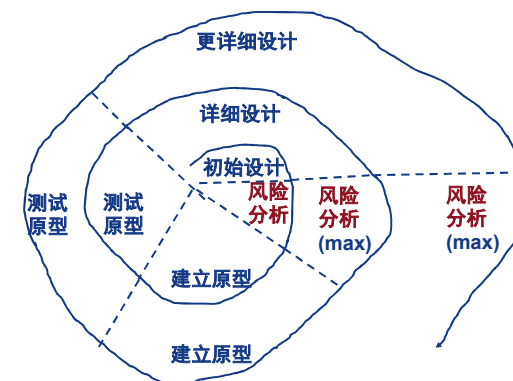 更详细设计
详细设计
初始设计
测试
原型
测试
原型
风险
分析
风险
分析
(max)
风险
分析
(max)
建立原型
建立原型